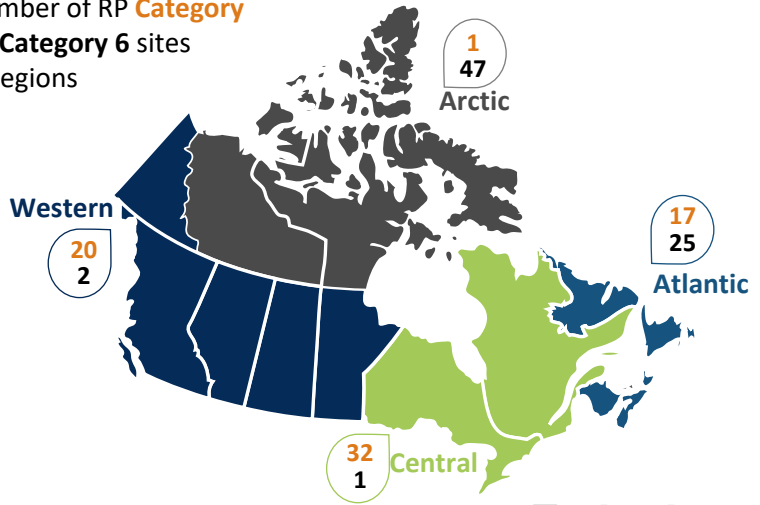 mber of RP Category
Category 6 sites
egions
1
47
Arctic
Western
20
2
17
25
Atlantic
32
1
Central